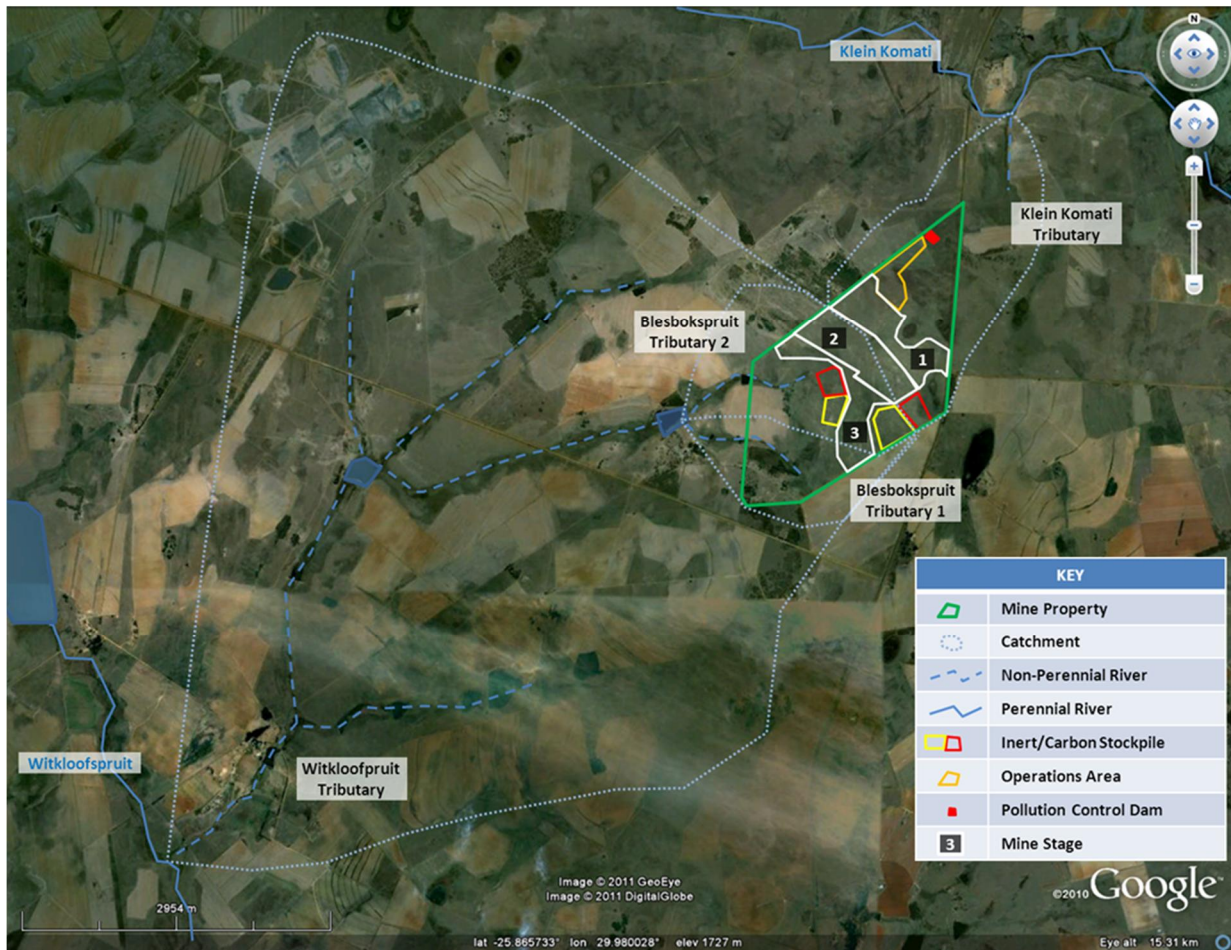 Klein Komati
N
Klein Komati
Tributary
Blesbokspruit
Tributary 2
2
1
3
Blesbokspruit
Tributary 1
KEY
Mine Property
Catchment
Non-Perennial River
Perennial River
Inert/Carbon Stockpile
Operations Area
Pollution Control Dam
3 Mine Stage
Witkloofspruit
Witkloofpruit
Tributary
Image © 2011 GeoEye
Image © 2011 DigitalGlobe
©2010 Google™
2954 m
lat -25.865733° lon 29.980028° elev 1727 m
Eye alt 15.31 km